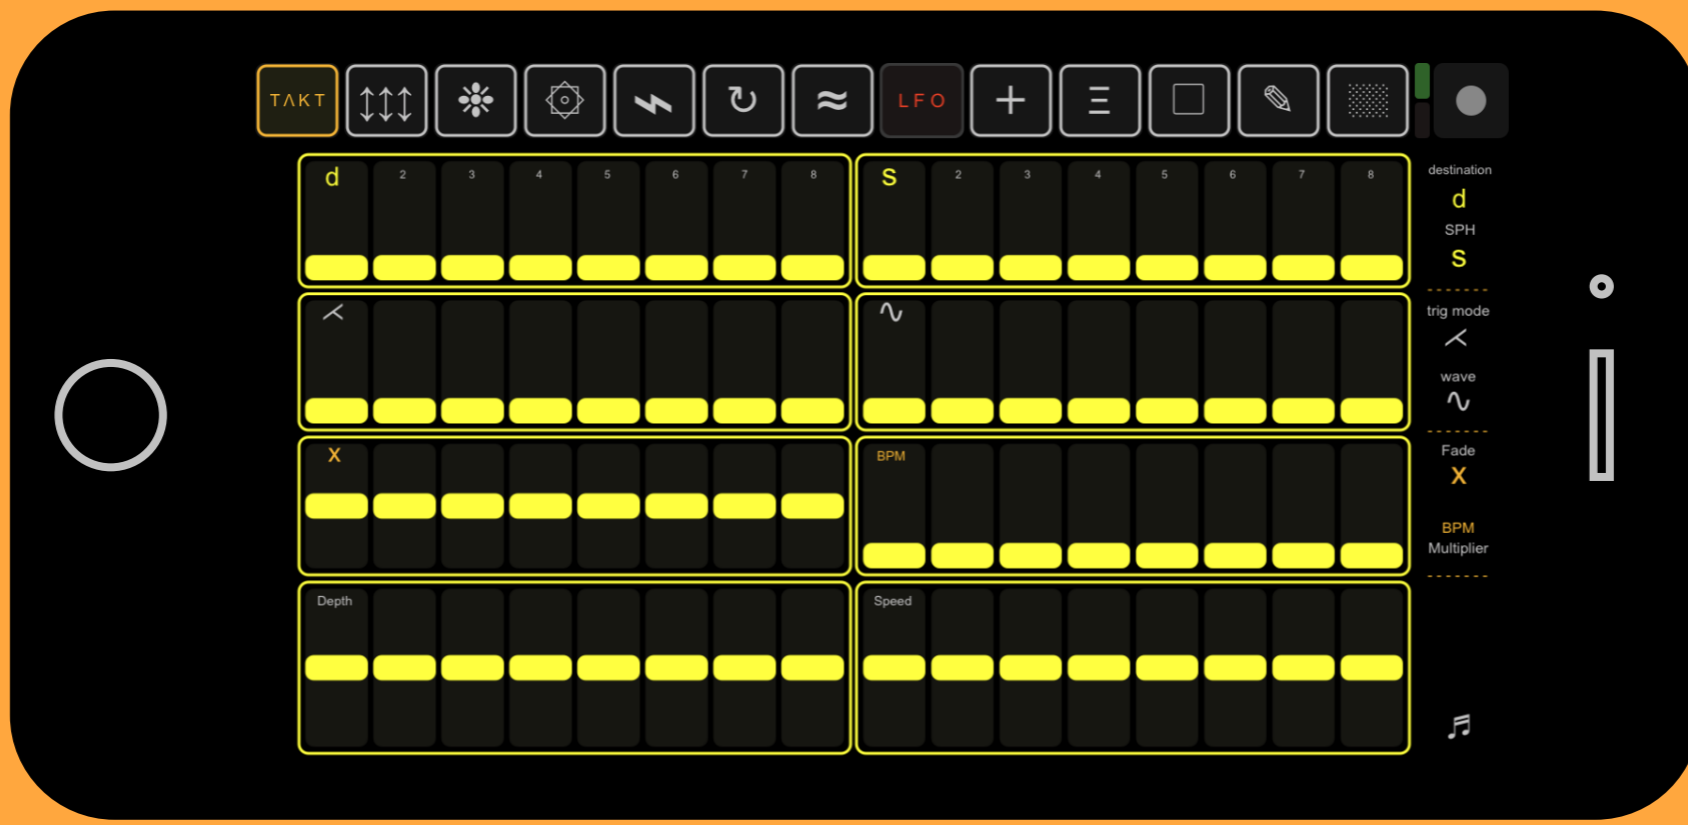 TΛKT
LFO
d 2 3 4 5 6 7 8
S 2 3 4 5 6 7 8
X
BPM
Depth
Speed
destination
d
SPH
S
trig mode
wave
Fade
X
BPM
Multiplier